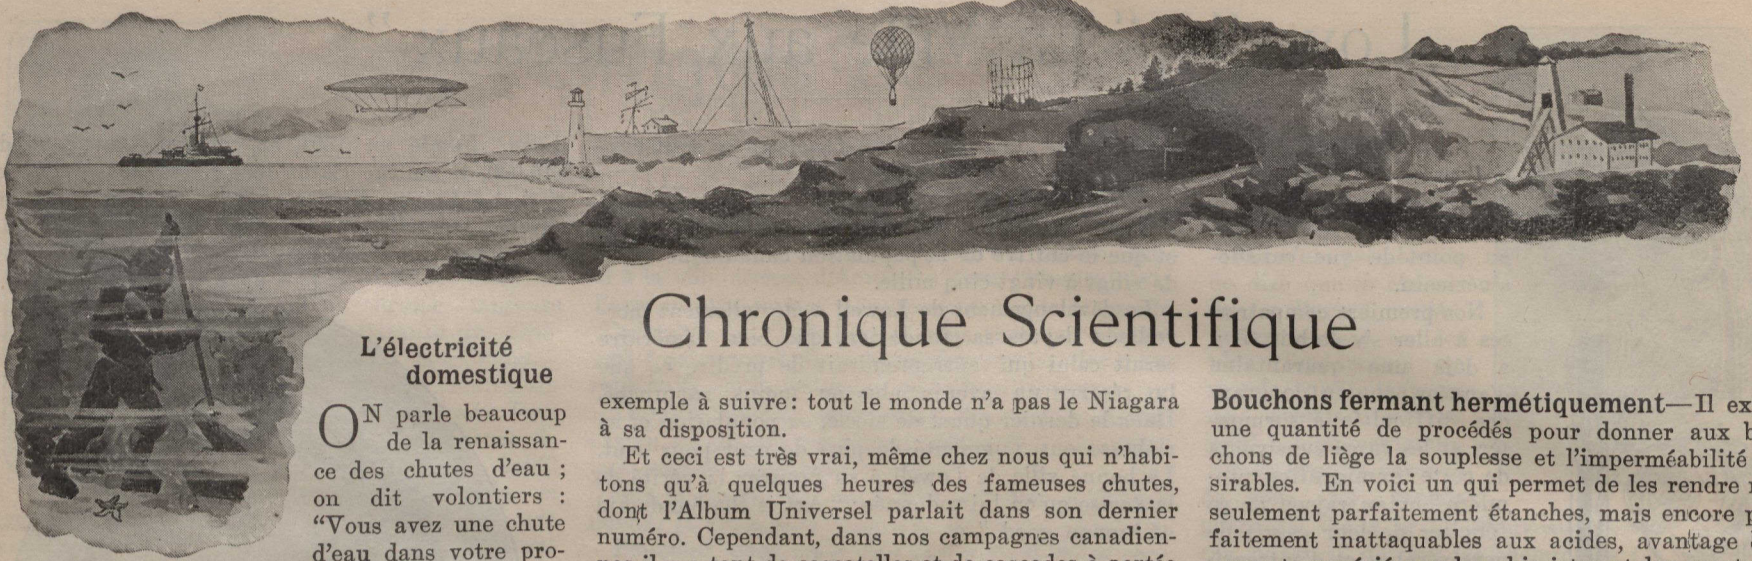 Chronique Scientifique
L'électricité
domestique
ON parle beaucoup
de la renaissan-
ce des chutes d'eau ;
on dit volontiers :
"Vous avez une chute
d'eau dans votre pro-
exemple à suivre: tout le monde n'a pas le Niagara
à sa disposition.
Et ceci est très vrai, même chez nous qui n'habi-
tons qu'à quelques heures des fameuses chutes,
dont l'Album Universel parlait dans son dernier
numéro. Cependant, dans nos campagnes canadien-
Bouchons fermant hermétiquement—Il ex
une quantité de procédés pour donner aux b
chons de liège la souplesse et l'imperméabilité
sirables. En voici un qui permet de les rendre
seulement parfaitement étanches, mais encore p
faitement inattaquables aux acides, avantage